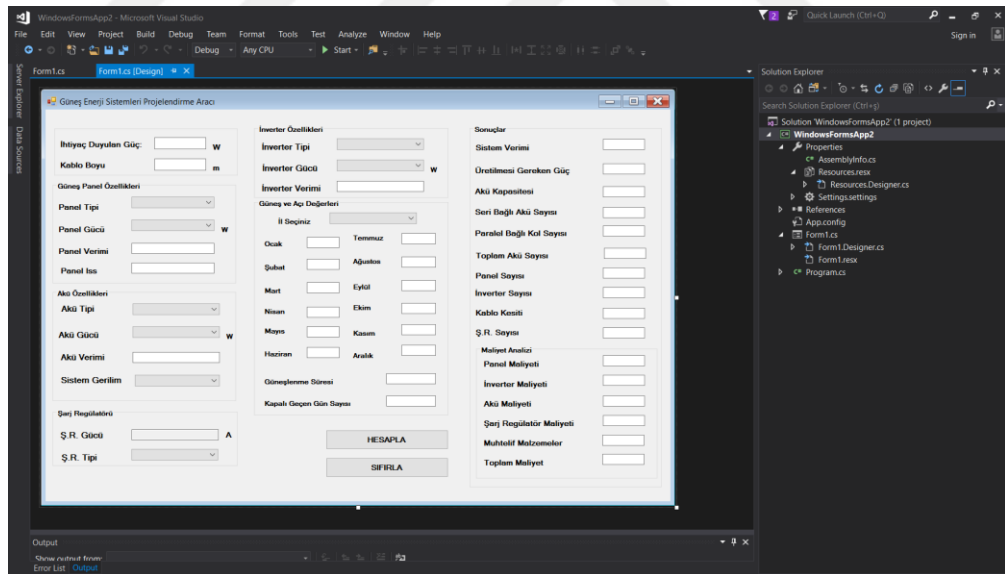 WindowsFormsApp2 - Microsoft Visual Studio
2
Quick Launch (Ctrl+Q)
File Edit View Project Build Debug Team Format Tools Test Analyze Window Help
Sign in
Debug Any CPU Start
Server Explorer
Data Sources
Form1.cs
Form1.cs [Design]
Güneş Enerji Sistemleri Projelendirme Aracı
İhtiyaç Duyulan Güç: W
Kablo Boyu m
Güneş Panel Özellikleri
Panel Tipi
Panel Gücü W
Panel Verimi
Panel Iss
Akü Özellikleri
Akü Tipi
Akü Gücü W
Akü Verimi
Sistem Gerilim
Şarj Regülatörü
Ş.R. Gücü A
Ş.R. Tipi
İnverter Özellikleri
İnverter Tipi
İnverter Gücü W
İnverter Verimi
Güneş ve Açı Değerleri
İl Seçiniz
Ocak Temmuz
Şubat Ağustos
Mart Eylül
Nisan Ekim
Mayıs Kasım
Haziran Aralık
Güneşlenme Süresi
Kapalı Geçen Gün Sayısı
HESAPLA
SIFIRLA
Sonuçlar
Sistem Verimi
Üretilmesi Gereken Güç
Akü Kapasitesi
Seri Bağlı Akü Sayısı
Paralel Bağlı Kol Sayısı
Toplam Akü Sayısı
Panel Sayısı
İnverter Sayısı
Kablo Kesiti
Ş.R. Sayısı
Maliyet Analizi
Panel Maliyeti
İnverter Maliyeti
Akü Maliyeti
Şarj Regülatör Maliyeti
Muhtelif Malzemeler
Toplam Maliyet
Solution Explorer
Search Solution Explorer (Ctrl+ş)
Solution 'WindowsFormsApp2' (1 project)
WindowsFormsApp2
Properties
AssemblyInfo.cs
Resources.resx
Resources.Designer.cs
Settings.settings
References
App.config
Form1.cs
Form1.Designer.cs
Form1.resx
Program.cs
Output
Show output from:
Error List Output